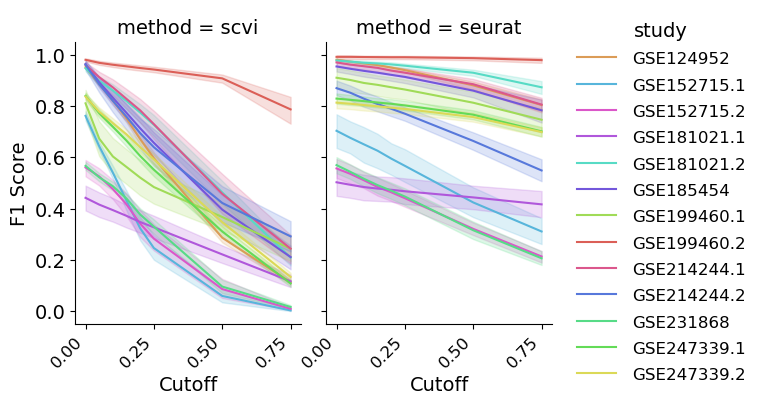 method = scvi
method = seurat
study
F1 Score
1.0
0.8
0.6
0.4
0.2
0.0
0.00
0.25
0.50
0.75
0.00
0.25
0.50
0.75
Cutoff
Cutoff
GSE124952
GSE152715.1
GSE152715.2
GSE181021.1
GSE181021.2
GSE185454
GSE199460.1
GSE199460.2
GSE214244.1
GSE214244.2
GSE231868
GSE247339.1
GSE247339.2